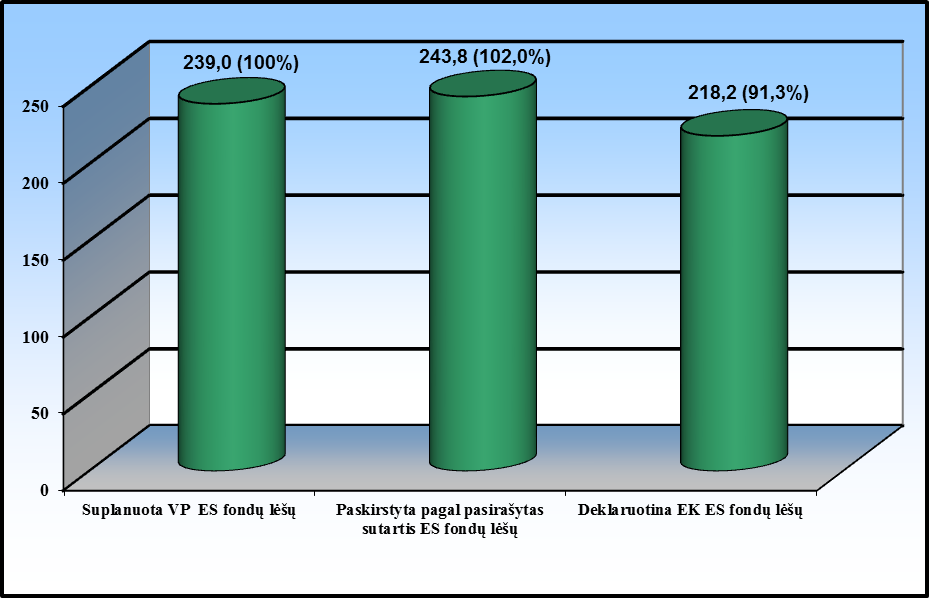 239,0 (100%)
243,8 (102,0%)
218,2 (91,3%)
250
200
150
100
50
0
Suplanuota VP ES fondų lėšų
Paskirstyta pagal pasirašytas
sutartis ES fondų lėšų
Deklaruotina EK ES fondų lėšų